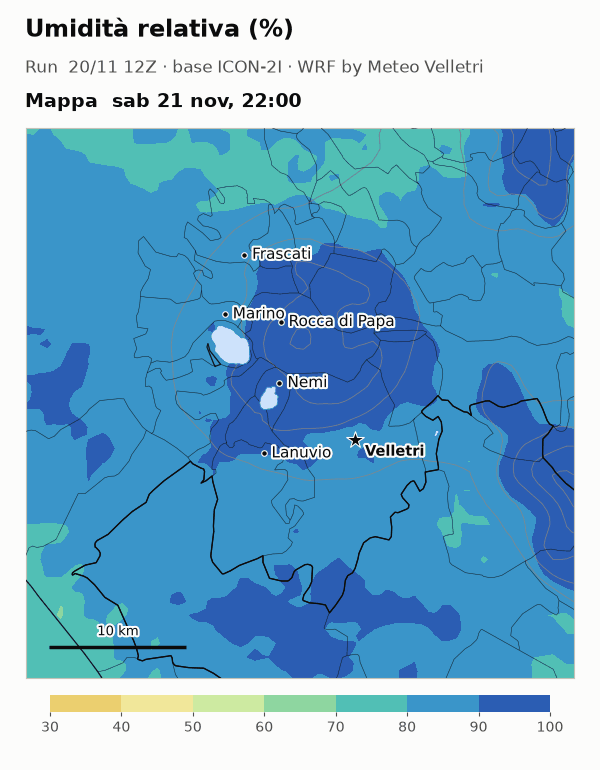 Umidità relativa (%)
Run  20/11 12Z · base ICON-2I · WRF by Meteo Velletri
Mappa  sab 21 nov, 22:00
Frascati
Marino
Rocca di Papa
Nemi
Velletri
Lanuvio
10 km
30 40 50 60 70 80 90 100